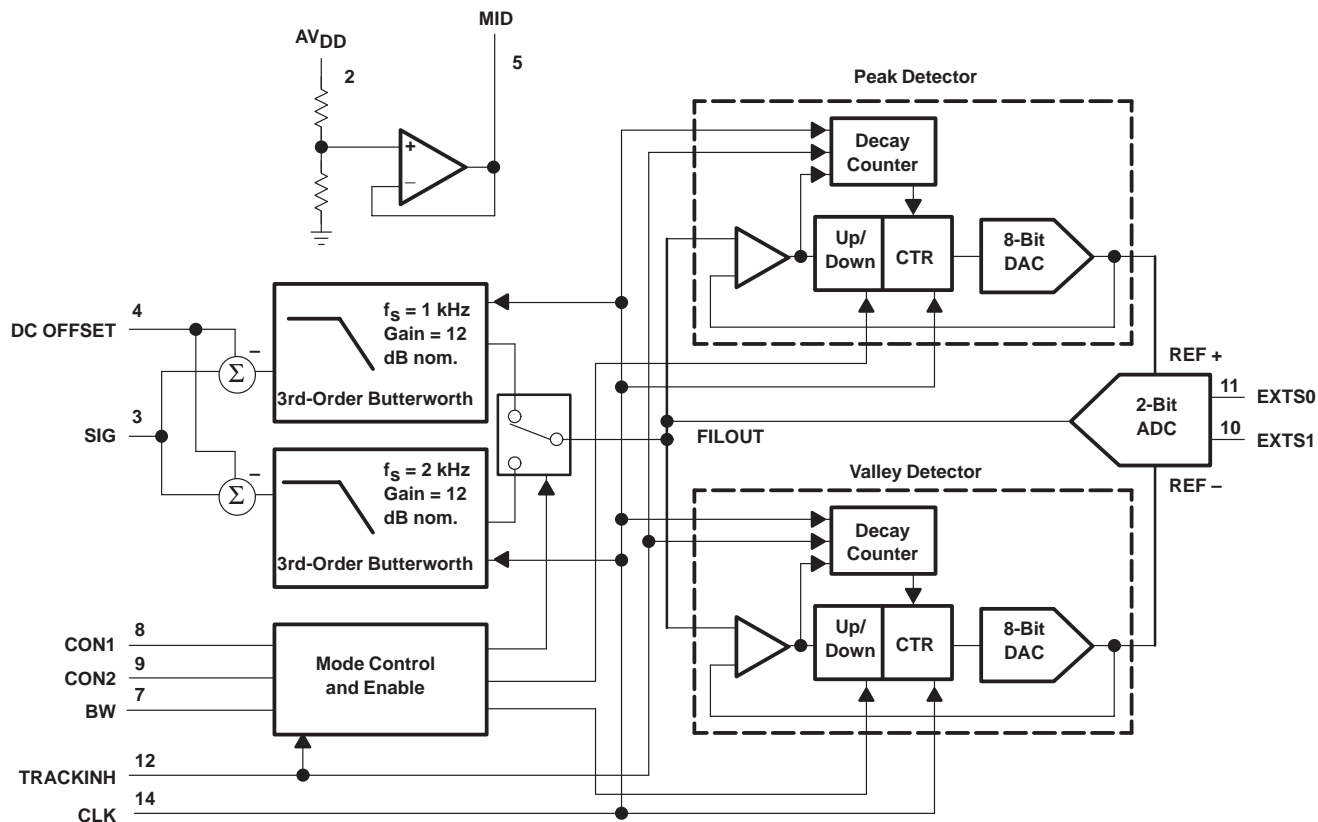 MID
AVDD
2
5
Peak Detector
Decay
Counter
+
–
Up/
Down
CTR
8-Bit
DAC
4
DC OFFSET
–
Σ
fS = 1 kHz
Gain = 12
dB nom.
3rd-Order Butterworth
REF +
11
EXTS0
2-Bit
ADC
10
EXTS1
REF –
3
SIG
FILOUT
–
Σ
fS = 2 kHz
Gain = 12
dB nom.
3rd-Order Butterworth
Valley Detector
Decay
Counter
Up/
Down
CTR
8-Bit
DAC
8
CON1
9
CON2
7
BW
Mode Control
and Enable
12
TRACKINH
14
CLK